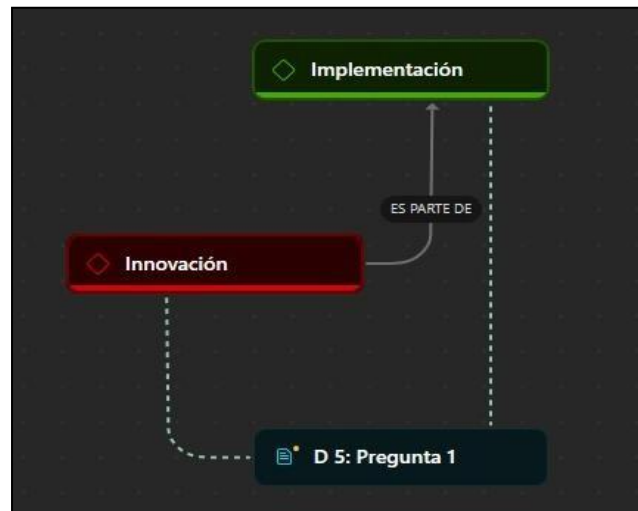 Implementación
ES PARTE DE
Innovación
D 5: Pregunta 1